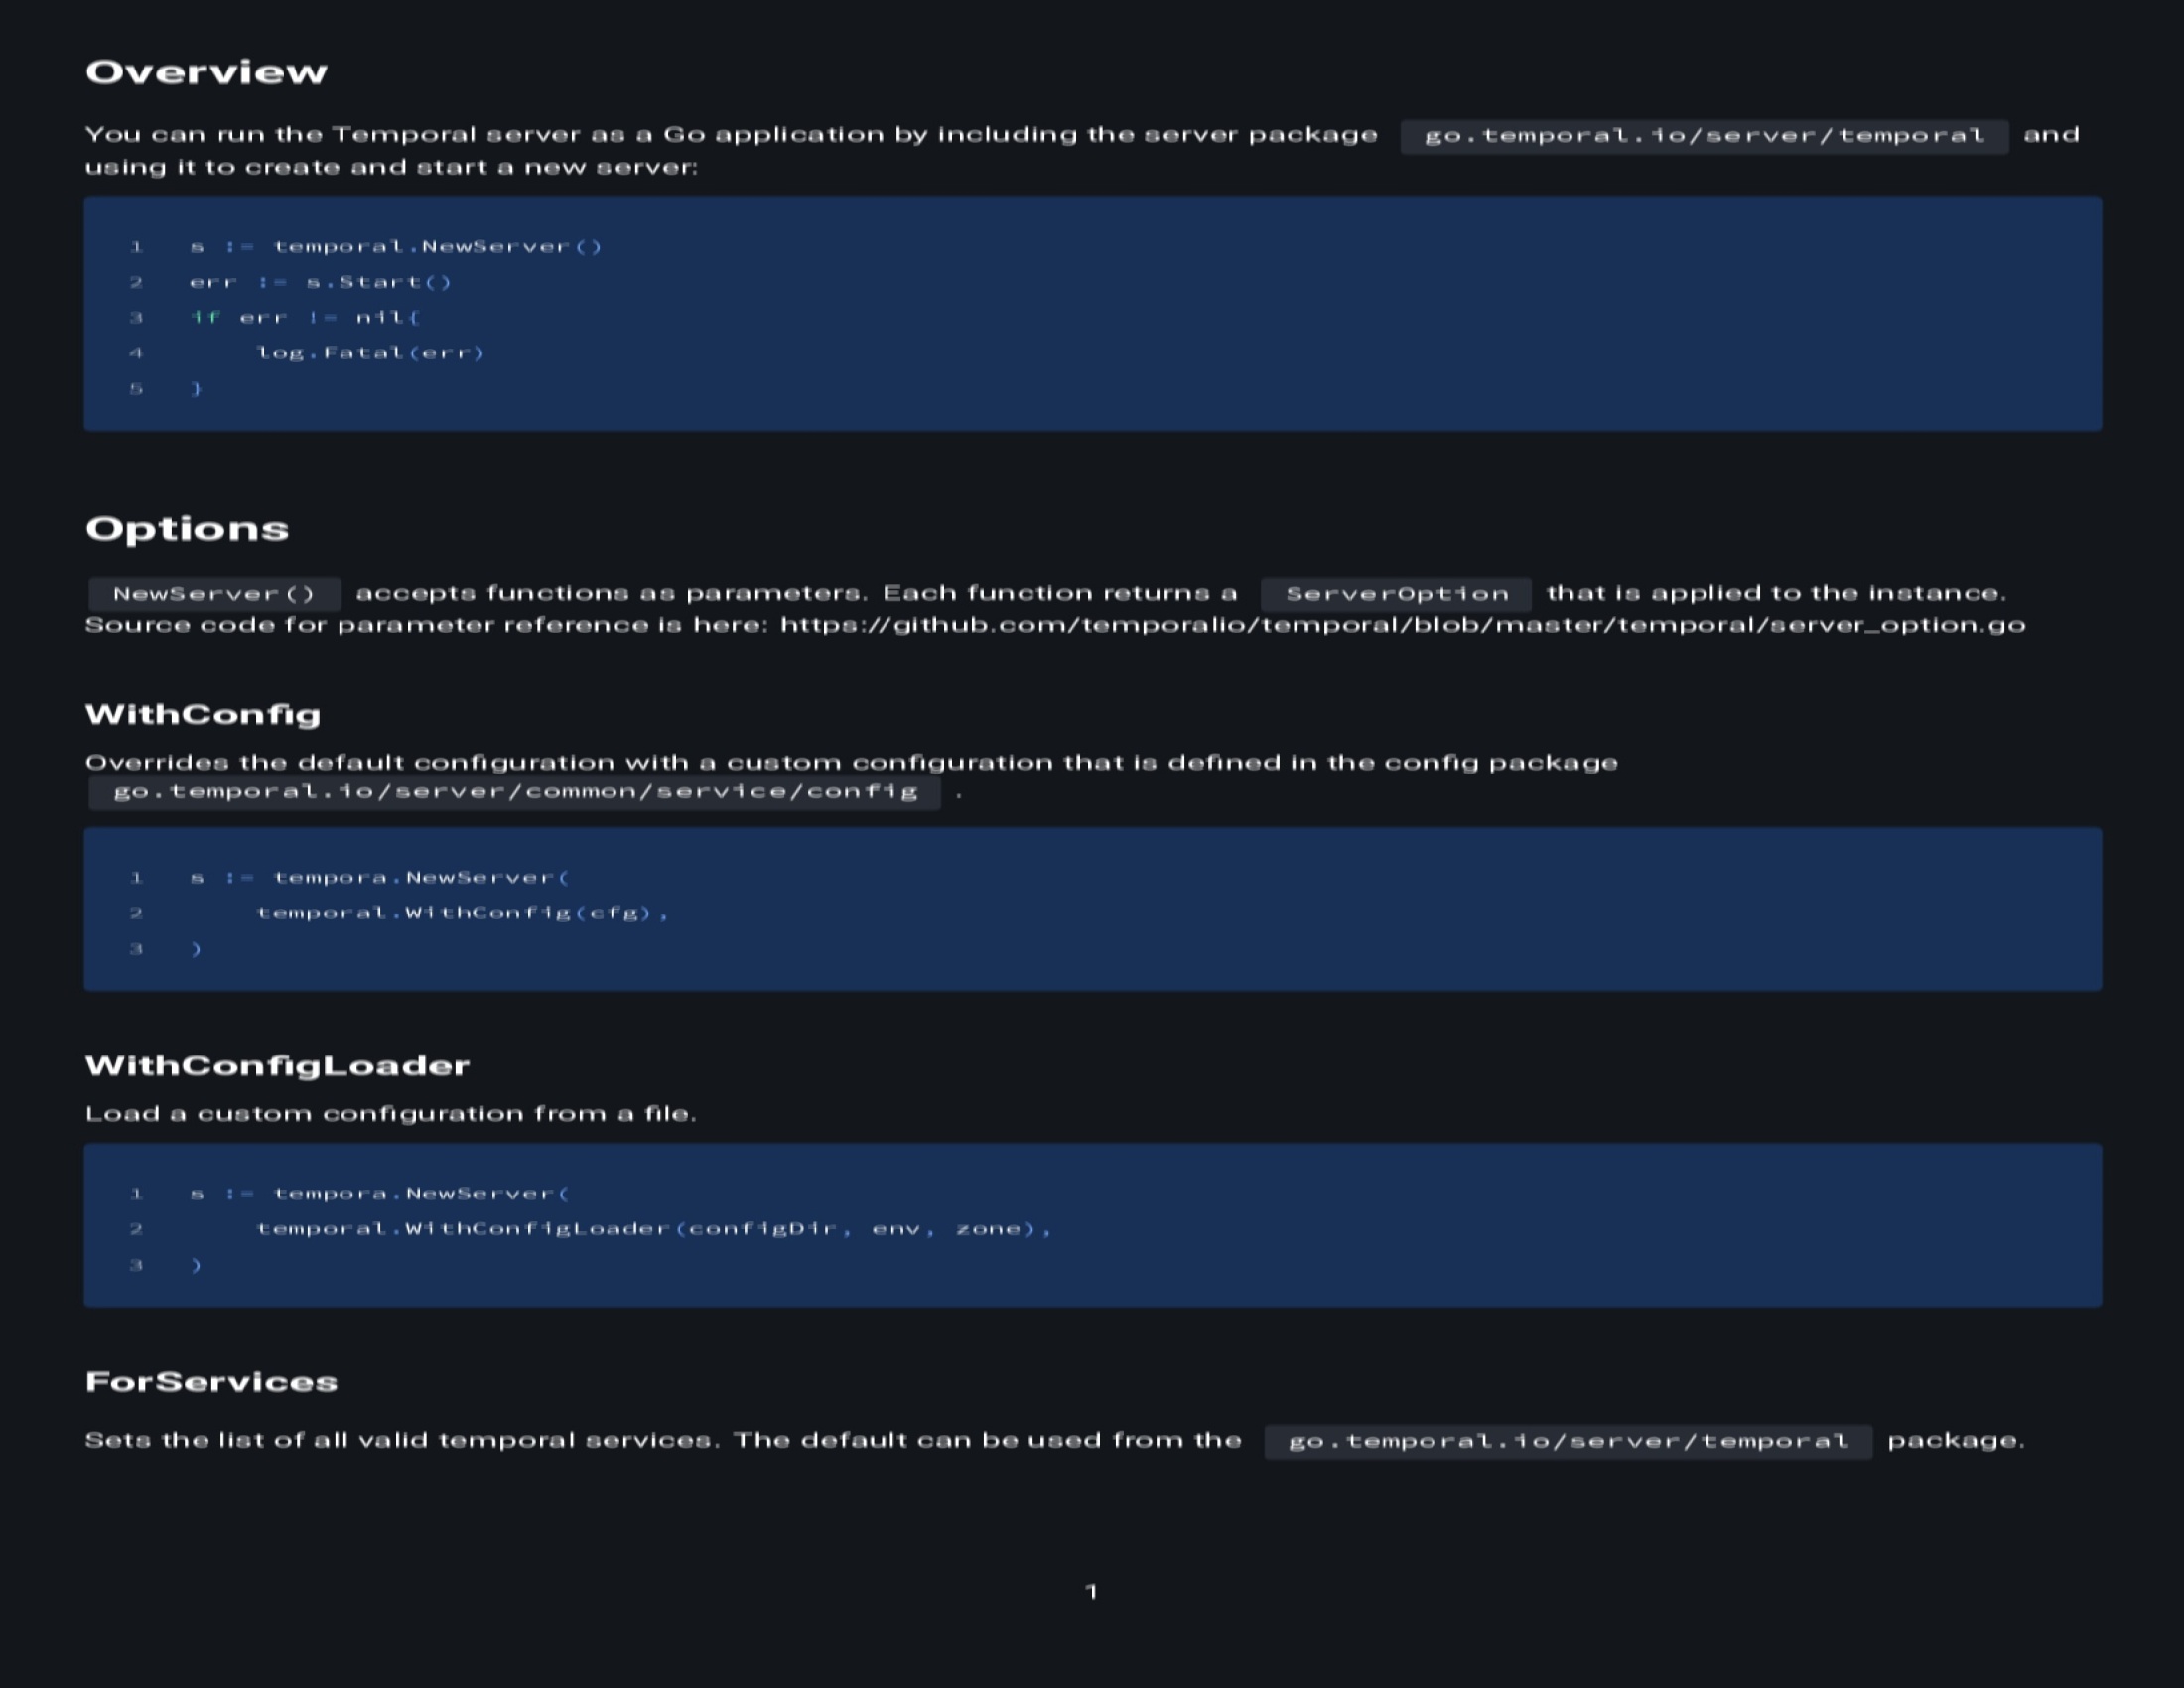 Overview
You can run the Temporal server as a Go application by including the server package go.temporal.io/server/temporal and
using it to create and start a new server:
1 s := temporal.NewServer()
2 err := s.Start()
3 if err != nil{
4 log.Fatal(err)
5 }
Options
NewServer() accepts functions as parameters. Each function returns a ServerOption that is applied to the instance.
Source code for parameter reference is here: https://github.com/temporalio/temporal/blob/master/temporal/server_option.go
WithConfig
Overrides the default configuration with a custom configuration that is defined in the config package
go.temporal.io/server/common/service/config .
1 s := tempora.NewServer(
2 temporal.WithConfig(cfg),
3 )
WithConfigLoader
Load a custom configuration from a file.
1 s := tempora.NewServer(
2 temporal.WithConfigLoader(configDir, env, zone),
3 )
ForServices
Sets the list of all valid temporal services. The default can be used from the go.temporal.io/server/temporal package.
1